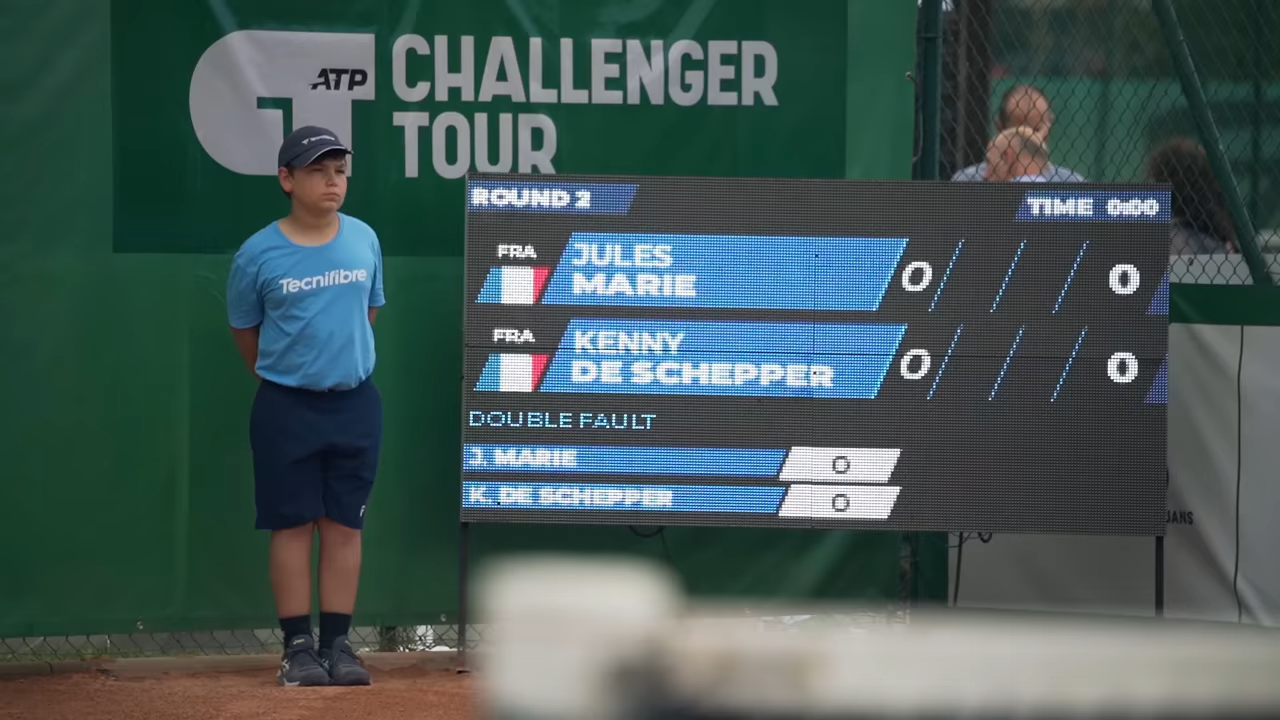 ATP
CHALLENGER
TOUR
Tecnifibre
ROUND 2
TIME 0:00
FRA
JULES
MARIE
0
0
FRA
KENNY
DE SCHEPPER
0
0
DOUBLE FAULT
J. MARIE
0
K. DE SCHEPPER
0